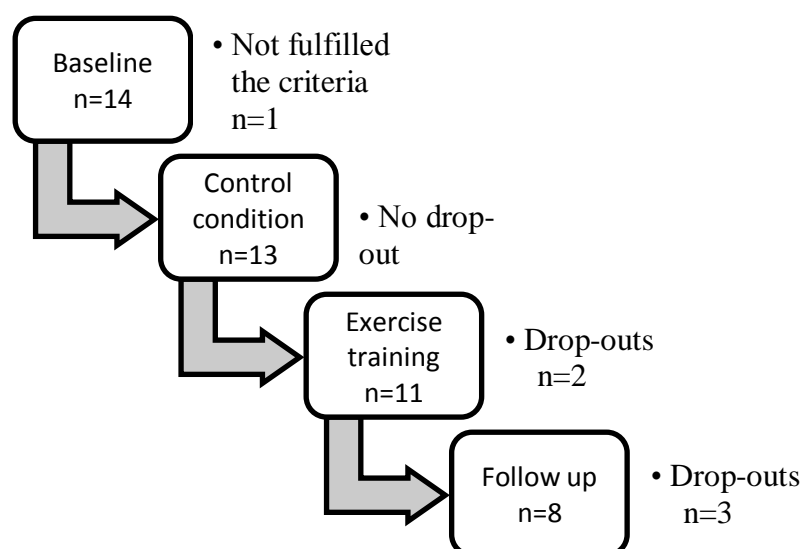 Baseline
n=14
• Not fulfilled
the criteria
n=1
Control
condition
n=13
• No drop-
out
Exercise
training
n=11
• Drop-outs
n=2
Follow up
n=8
• Drop-outs
n=3